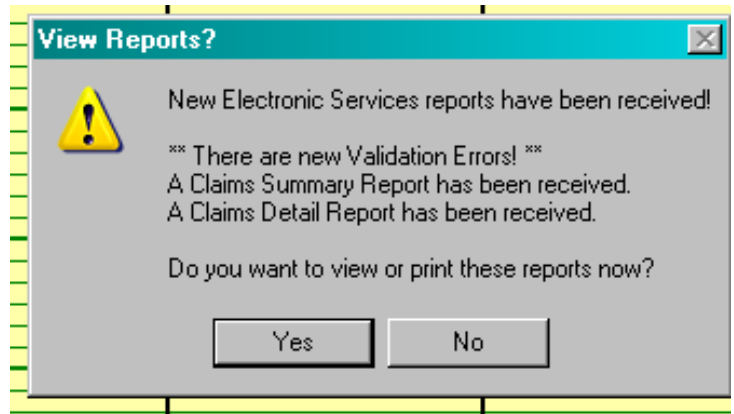 View Reports?
New Electronic Services reports have been received!
** There are new Validation Errors! **
A Claims Summary Report has been received.
A Claims Detail Report has been received.
Do you want to view or print these reports now?
Yes
No